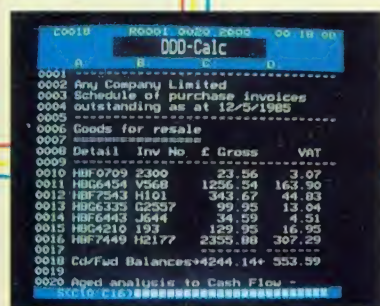 C0018 R0001.0020.2000 00.18.00
DDD-Calc
A. B. C. D.
0001
0002 Any Company Limited
0003 Schedule of purchase invoices
0004 outstanding as at 12/5/1985
0005
0006 Goods for resale
0007
0008 Detail Inv No £ Gross VAT
0009
0010 HBF0709 2300 23.56 3.07
0011 HBG6454 V568 1256.54 163.90
0012 HBF7543 H101 343.67 44.83
0013 HBG6335 J2557 99.95 13.04
0014 HBF6443 J644 34.59 4.51
0015 HBG4210 193 129.95 16.95
0016 HBF7449 H2177 2355.88 307.29
0017
0018 Cd/Fwd Balances+4244.14+ 553.59
0019
0020 Aged analysis to Cash Flow -